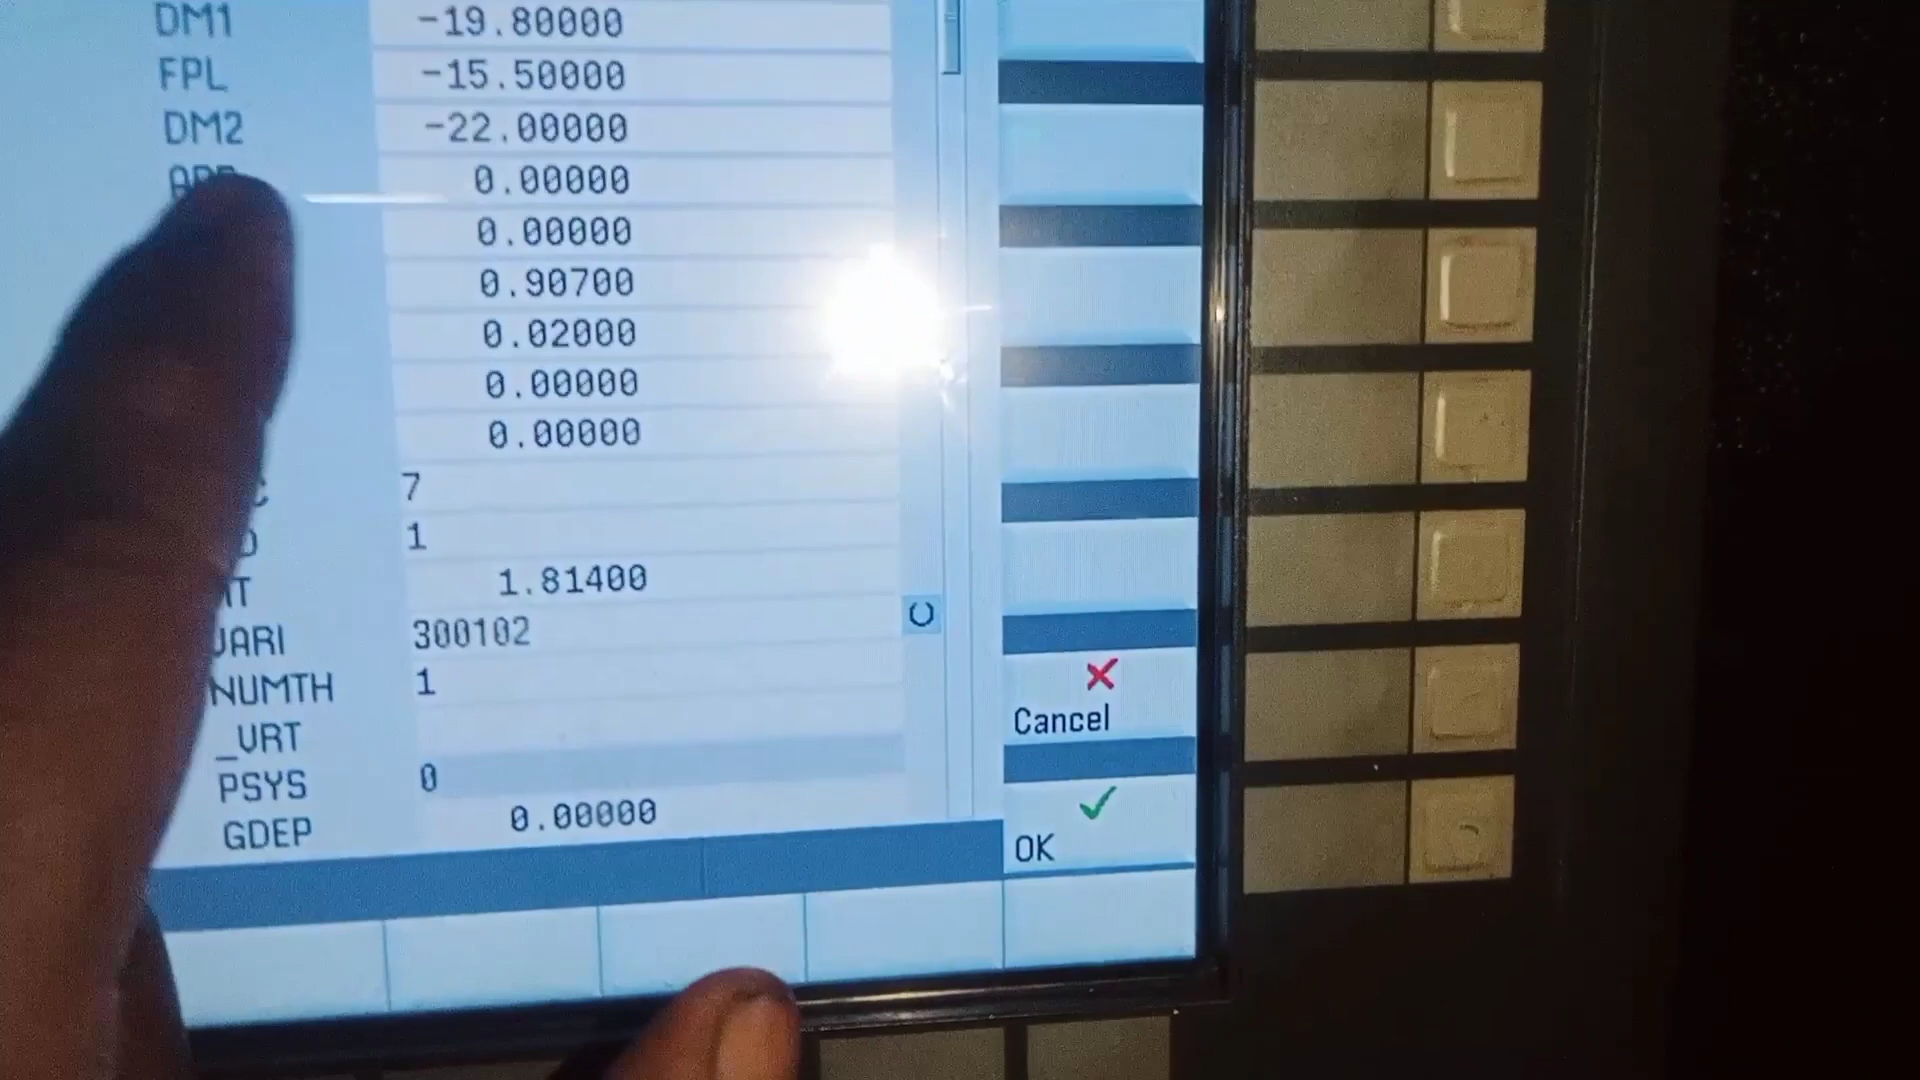 DM1 -19.80000
FPL -15.50000
DM2 -22.00000
0.00000
0.00000
0.90700
0.02000
0.00000
0.00000
7
1
1.81400
VARI 300102
NUMTH 1
_VRT
PSYS 0
GDEP 0.00000
Cancel
OK